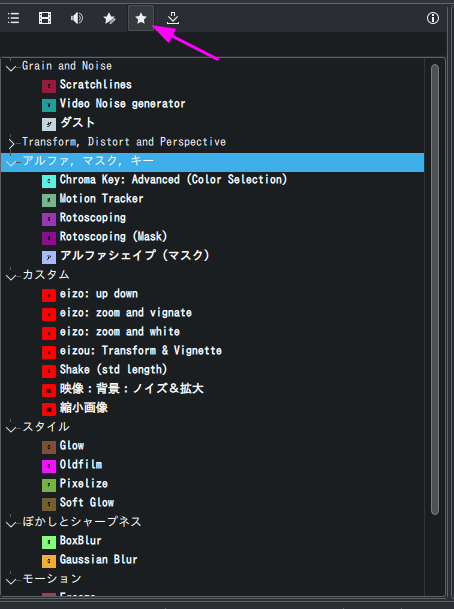 Grain and Noise
Scratchlines
Video Noise generator
ダスト
Transform, Distort and Perspective
アルファ, マスク, キー
Chroma Key: Advanced (Color Selection)
Motion Tracker
Rotoscoping
Rotoscoping (Mask)
アルファシェイプ (マスク)
カスタム
eizo: up down
eizo: zoom and vignate
eizo: zoom and white
eizou: Transform & Vignette
Shake (std length)
映像：背景：ノイズ＆拡大
縮小画像
スタイル
Glow
Oldfilm
Pixelize
Soft Glow
ぼかしとシャープネス
BoxBlur
Gaussian Blur
モーション